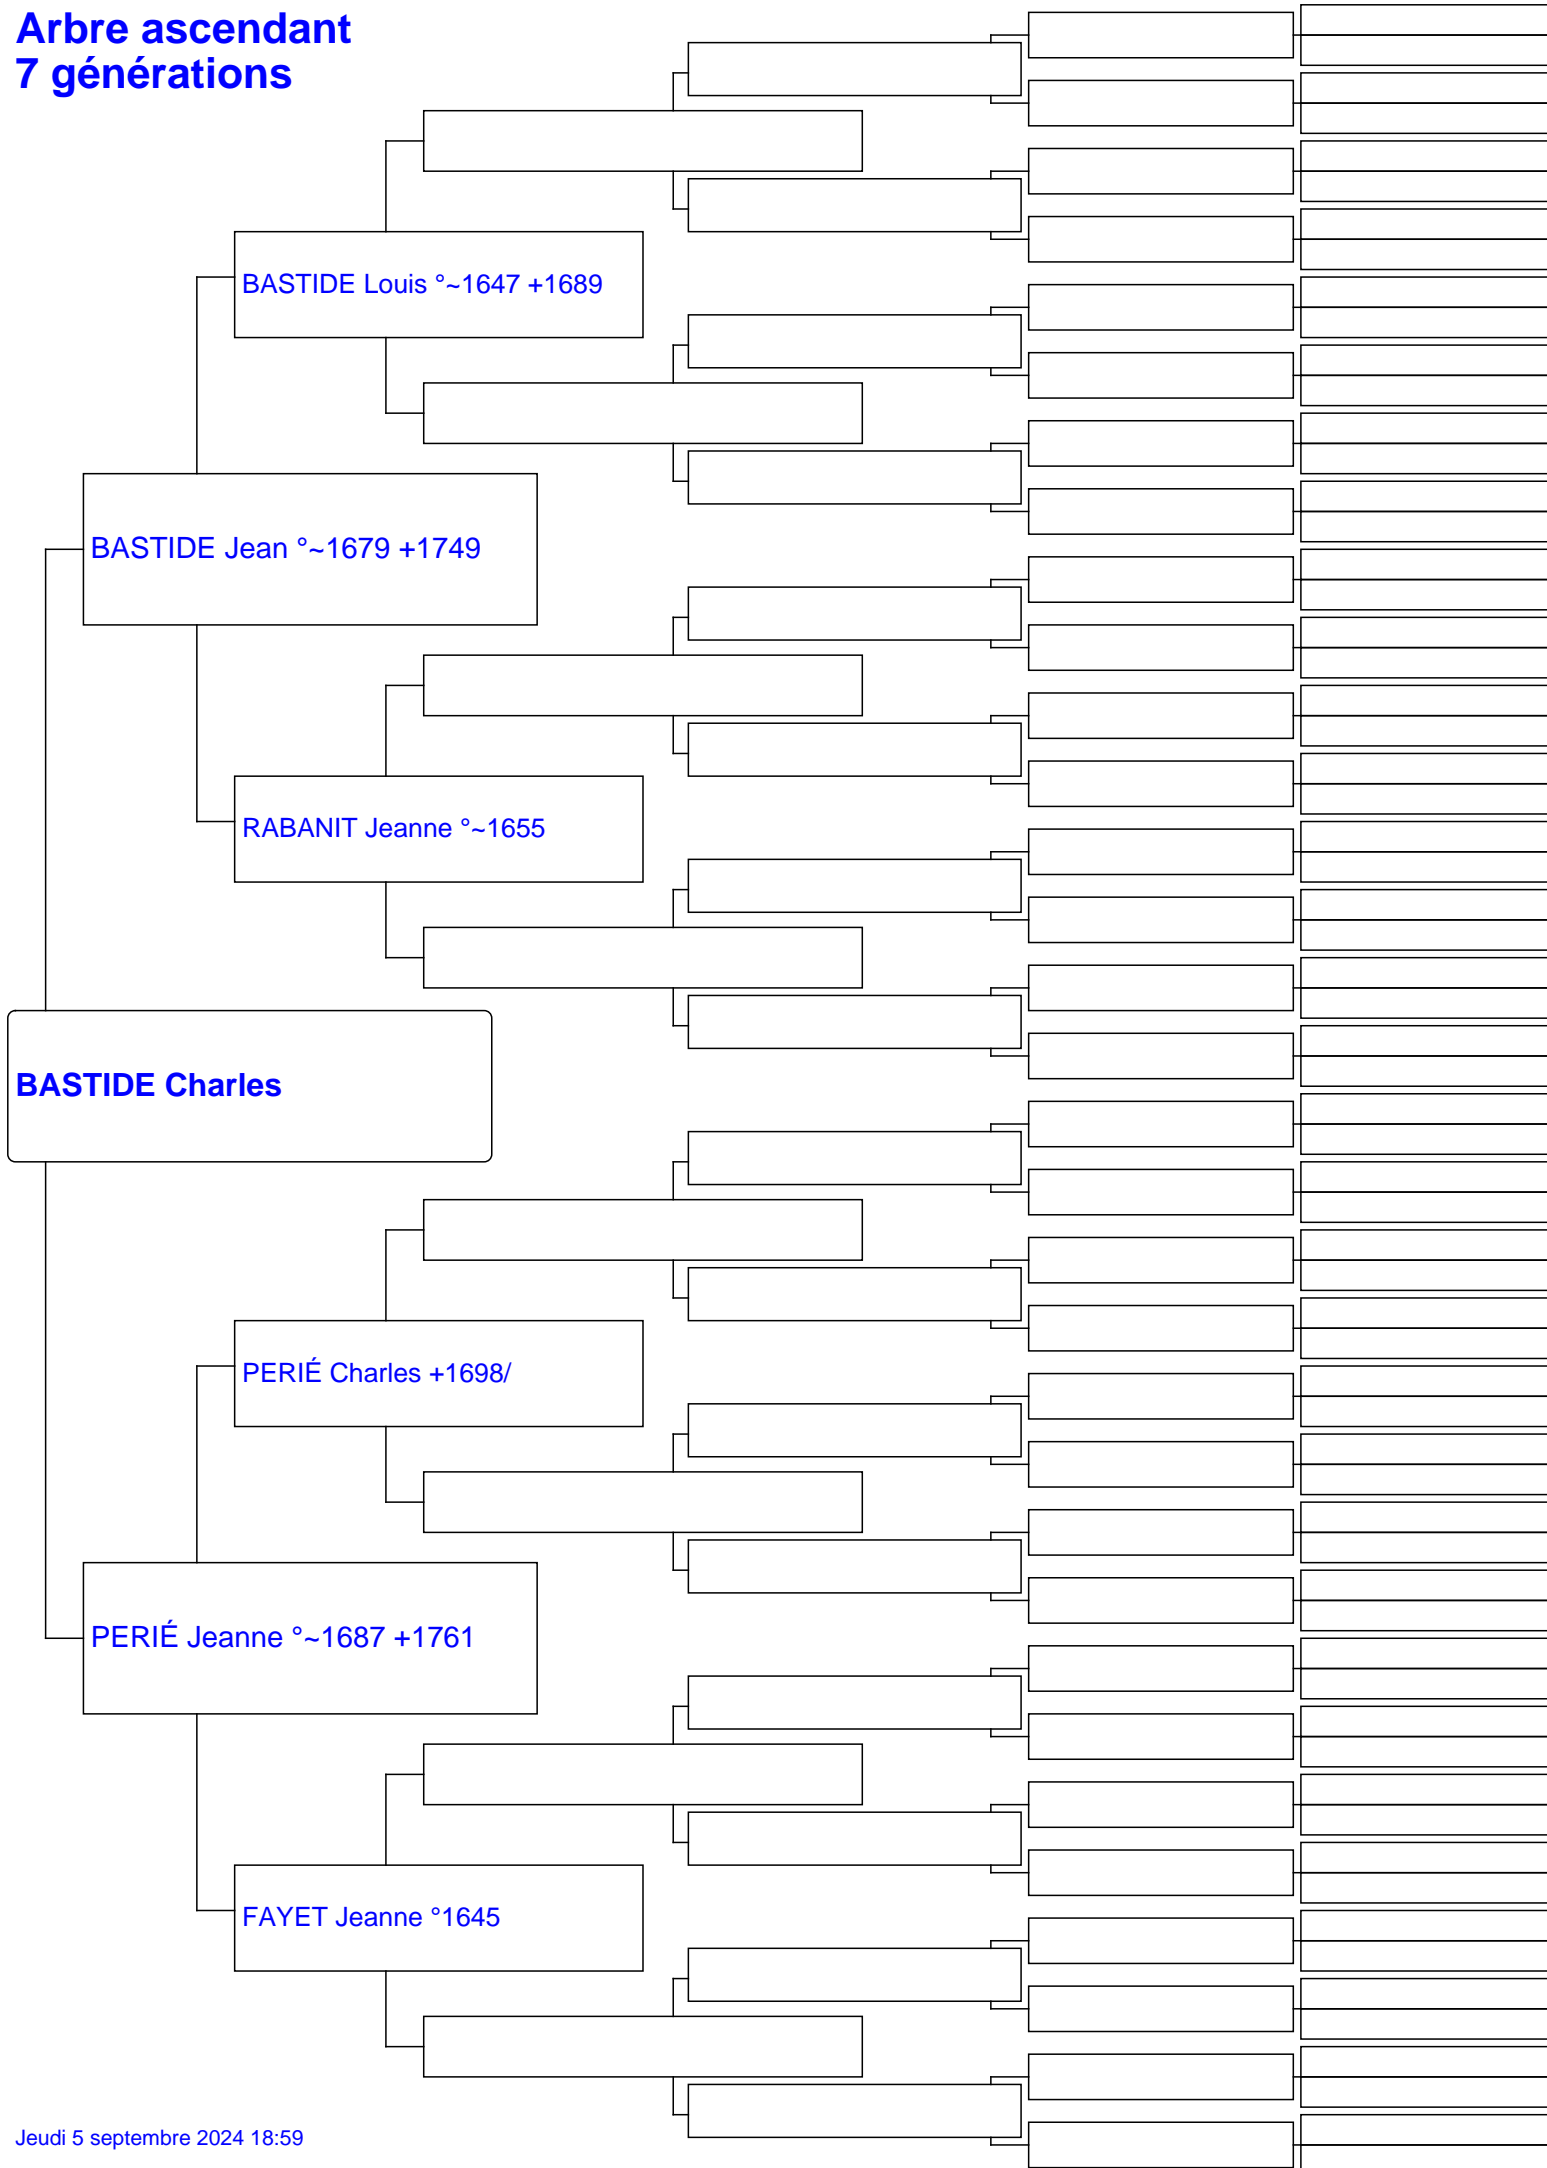 Arbre ascendant
7 générations
BASTIDE Louis °~1647 +1689
BASTIDE Jean °~1679 +1749
RABANIT Jeanne °~1655
BASTIDE Charles
PERIÉ Charles +1698/
PERIÉ Jeanne °~1687 +1761
FAYET Jeanne °1645
Jeudi 5 septembre 2024 18:59